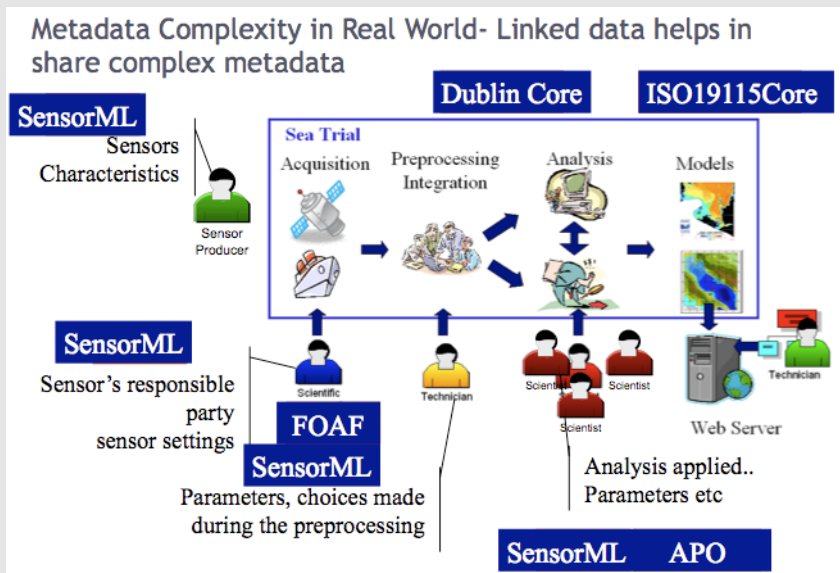 Metadata Complexity in Real World- Linked data helps in
share complex metadata
Dublin Core
ISO19115Core
SensorML
Sensors
Characteristics
Sensor
Producer
Sea Trial
Acquisition
Preprocessing
Integration
Analysis
Models
SensorML
Sensor's responsible
party
sensor settings
Scientific
FOAF
SensorML
Technician
Parameters, choices made
during the preprocessing
Scientist
Scientist
Scientist
Analysis applied..
Parameters etc
SensorML
APO
Web Server
Technician